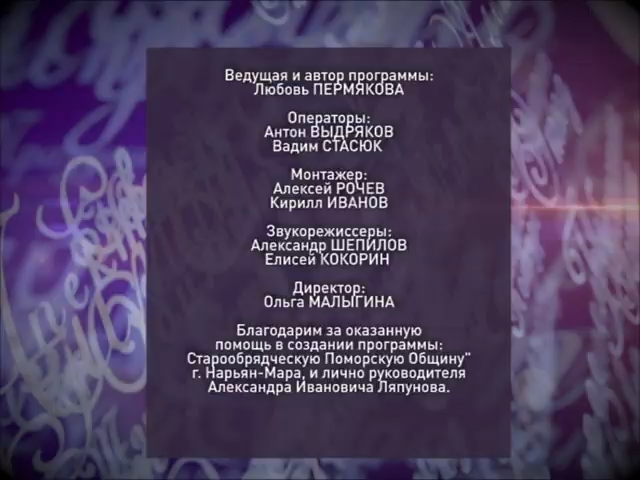 Ведущая и автор программы:
Любовь ПЕРМЯКОВА
Операторы:
Антон ВЫДРЯКОВ
Вадим СТАСЮК
Монтажер:
Алексей РОЧЕВ
Кирилл ИВАНОВ
Звукорежиссеры:
Александр ШЕПИЛОВ
Елисей КОКОРИН
Директор:
Ольга МАЛЫГИНА
Благодарим за оказанную
помощь в создании программы:
Старообрядческую Поморскую Общину"
г. Нарьян-Мара, и лично руководителя
Александра Ивановича Ляпунова.